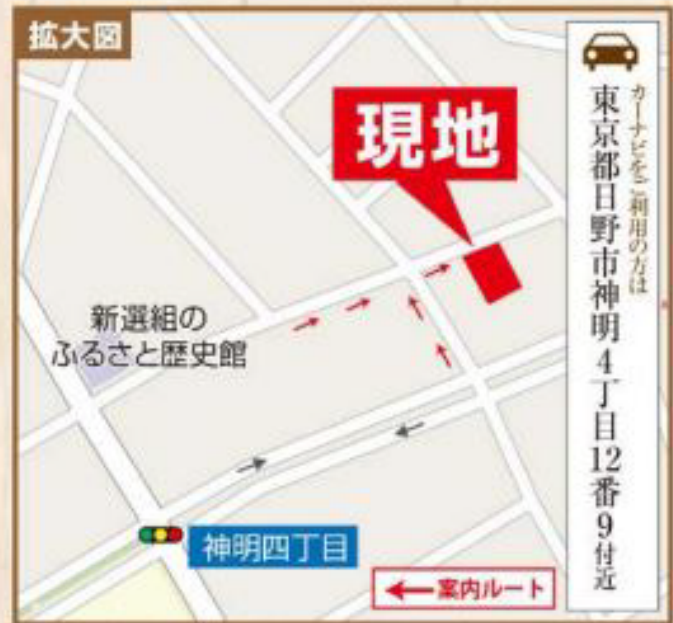 拡大図
カーナビをご利用の方は
東京都日野市神明4丁目12番9付近
現地
新選組の
ふるさと歴史館
神明四丁目
案内ルート